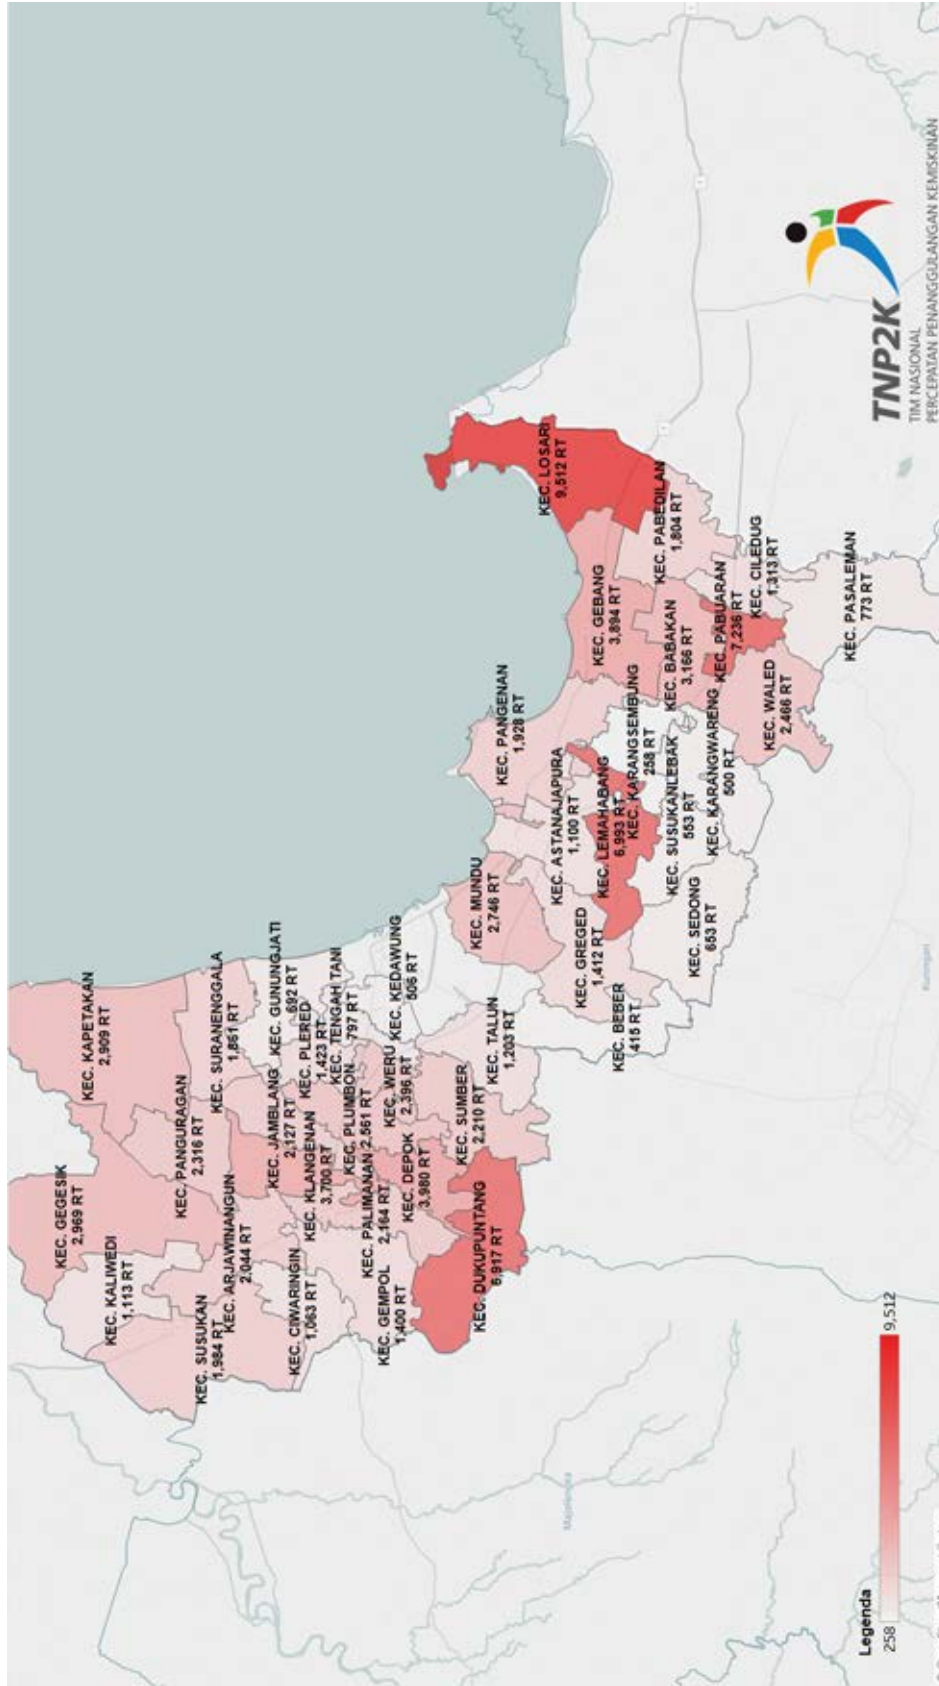 KEC. GEGESIK
2,969 RT
KEC. KAPETAKAN
2,909 RT
KEC. KALIWEDI
1,113 RT
KEC. PANGURAGAN
2,316 RT
KEC. SURANENGGALA
1,861 RT
KEC. SUSUKAN
1,984 RT
KEC. ARJAWINANGUN
2,044 RT
KEC. JAMBLANG
2,127 RT
KEC. GUNUNGJATI
692 RT
KEC. CIWARINGIN
1,063 RT
KEC. KLANGENAN
3,700 RT
KEC. PLERED
1,423 RT
KEC. TENGAH TANI
797 RT
KEC. PLUMBON
2,561 RT
KEC. PALIMANAN
2,164 RT
KEC. GEMPOL
1,400 RT
KEC. WERU
2,396 RT
KEC. KEDAWUNG
506 RT
KEC. DEPOK
3,980 RT
KEC. SUMBER
2,210 RT
KEC. TALUN
1,203 RT
KEC. DUKUPUNTANG
6,917 RT
KEC. MUNDU
2,746 RT
KEC. PANGENAN
1,928 RT
KEC. LOSARI
9,512 RT
KEC. ASTANAJAPURA
1,100 RT
KEC. GREGED
1,412 RT
KEC. BEBER
415 RT
KEC. LEMAHABANG
6,993 RT
KEC. KARANGSEMBUNG
258 RT
KEC. GEBANG
3,894 RT
KEC. PABEDILAN
1,804 RT
KEC. BABAKAN
3,166 RT
KEC. SUSUKANLEBAK
553 RT
KEC. SEDONG
653 RT
KEC. KARANGWARENG
500 RT
KEC. PABUARAN
7,236 RT
KEC. CILEDUG
1,313 RT
KEC. WALED
2,466 RT
KEC. PASALEMAN
773 RT
Majalengka
Kuningan
Legenda
258
9,512
TNP2K
TIM NASIONAL
PERCEPATAN PENANGGULANGAN KEMISKINAN